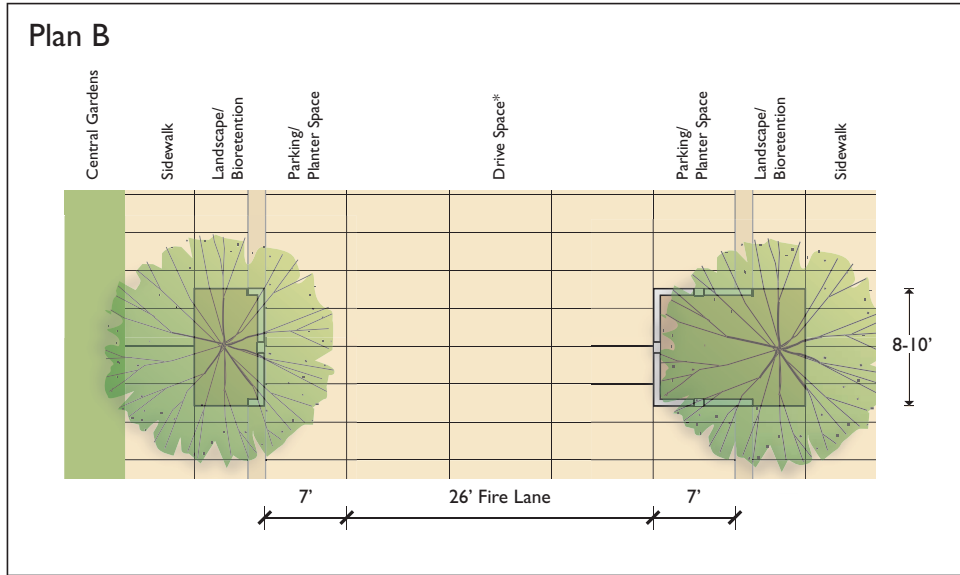 Plan B
Central Gardens
Sidewalk
Landscape/
Bioretention
Parking/
Planter Space
Drive Space*
Parking/
Planter Space
Landscape/
Bioretention
Sidewalk
8-10’
7’
26’ Fire Lane
7’